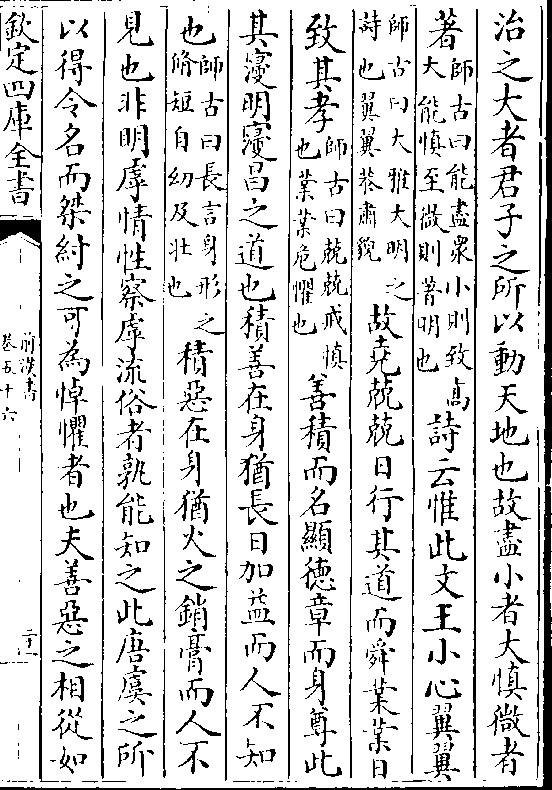 治之大者君子之所以動天地也故盡小者大慎微者
著師古曰能盡衆小則致高大能慎至微則著明也詩云惟此文王小心翼翼
師古曰大雅大明之詩也翼翼恭肅貌故堯兢兢日行其道而舜業業日
致其孝師古曰兢兢戒慎也業業危懼也善積而名顯德章而身尊此
其寖明寖昌之道也積善在身猶長日加益而人不知
也師古曰長言身形之脩短自幼及壯也積惡在身猶火之銷膏而人不
見也非明虖情性察虖流俗者孰能知之此唐虞之所
以得令名而桀紂之可為悼懼者也夫善惡之相從如
欽定四庫全書
前漢書
卷五十六
二十一